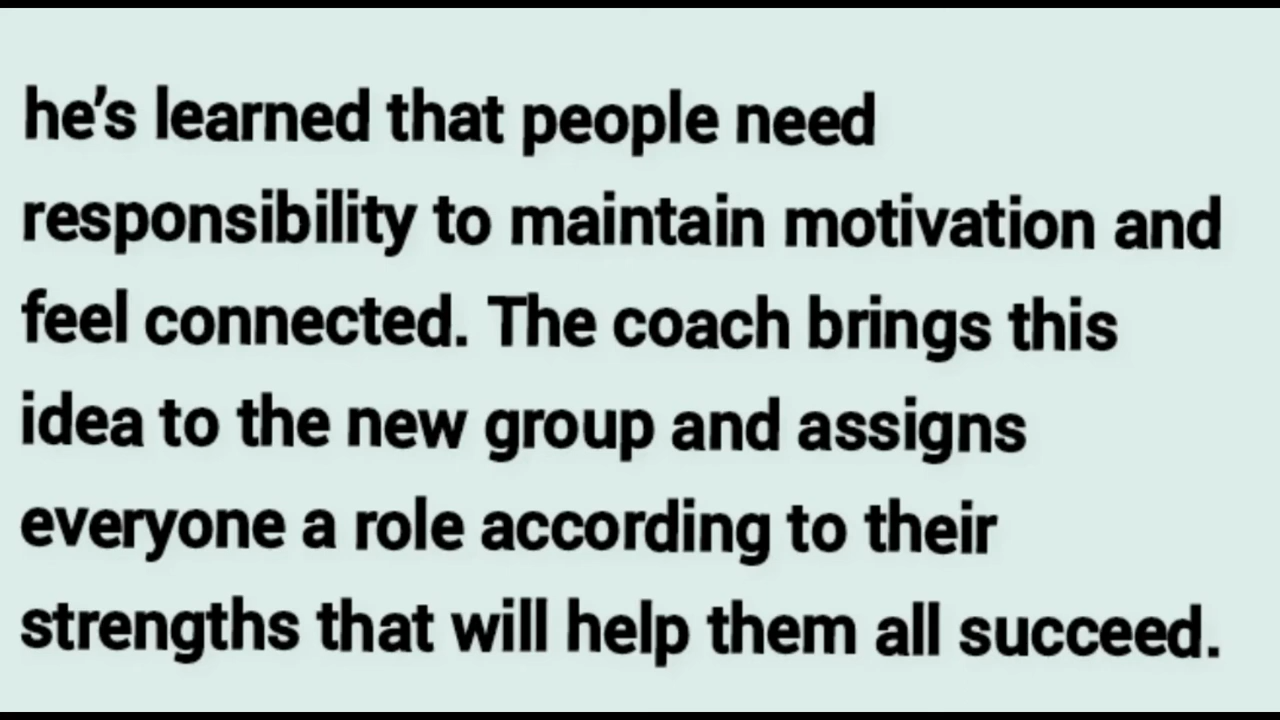 he’s learned that people need
responsibility to maintain motivation and
feel connected. The coach brings this
idea to the new group and assigns
everyone a role according to their
strengths that will help them all succeed.